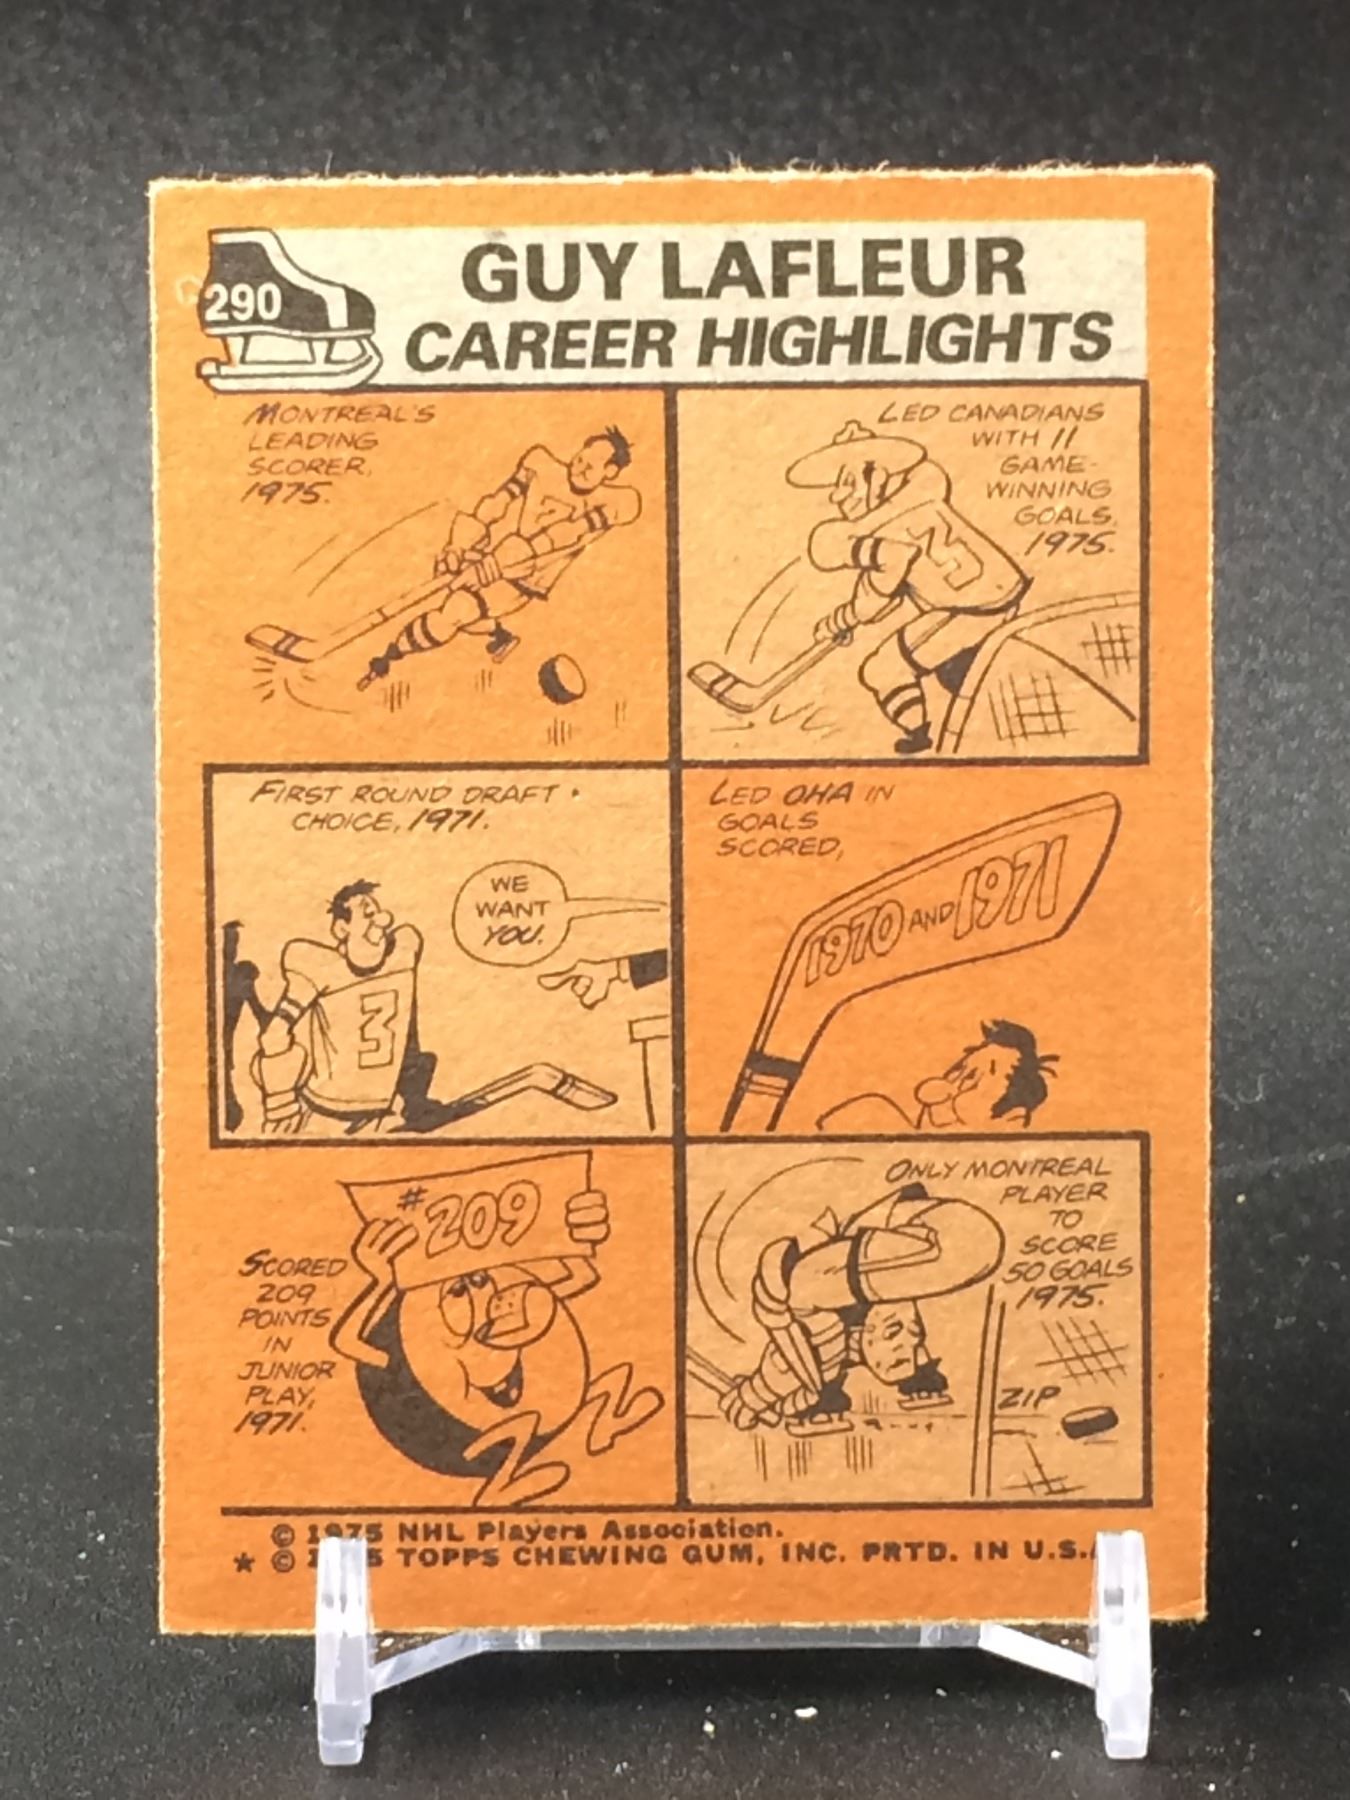 290
GUY LAFLEUR
CAREER HIGHLIGHTS
MONTREAL'S
LEADING
SCORER,
1975.
LED CANADIANS
WITH 11
GAME-
WINNING
GOALS,
1975.
3
FIRST ROUND DRAFT
CHOICE, 1971.
WE
WANT
YOU.
3
LED OHA IN
GOALS
SCORED,
1970 AND 1971
#209
SCORED
209
POINTS
IN
JUNIOR
PLAY,
1971.
ONLY MONTREAL
PLAYER
TO
SCORE
50 GOALS
1975.
ZIP
© 1975 NHL Players Association.
★ © 1975 TOPPS CHEWING GUM, INC. PRTD. IN U.S.A